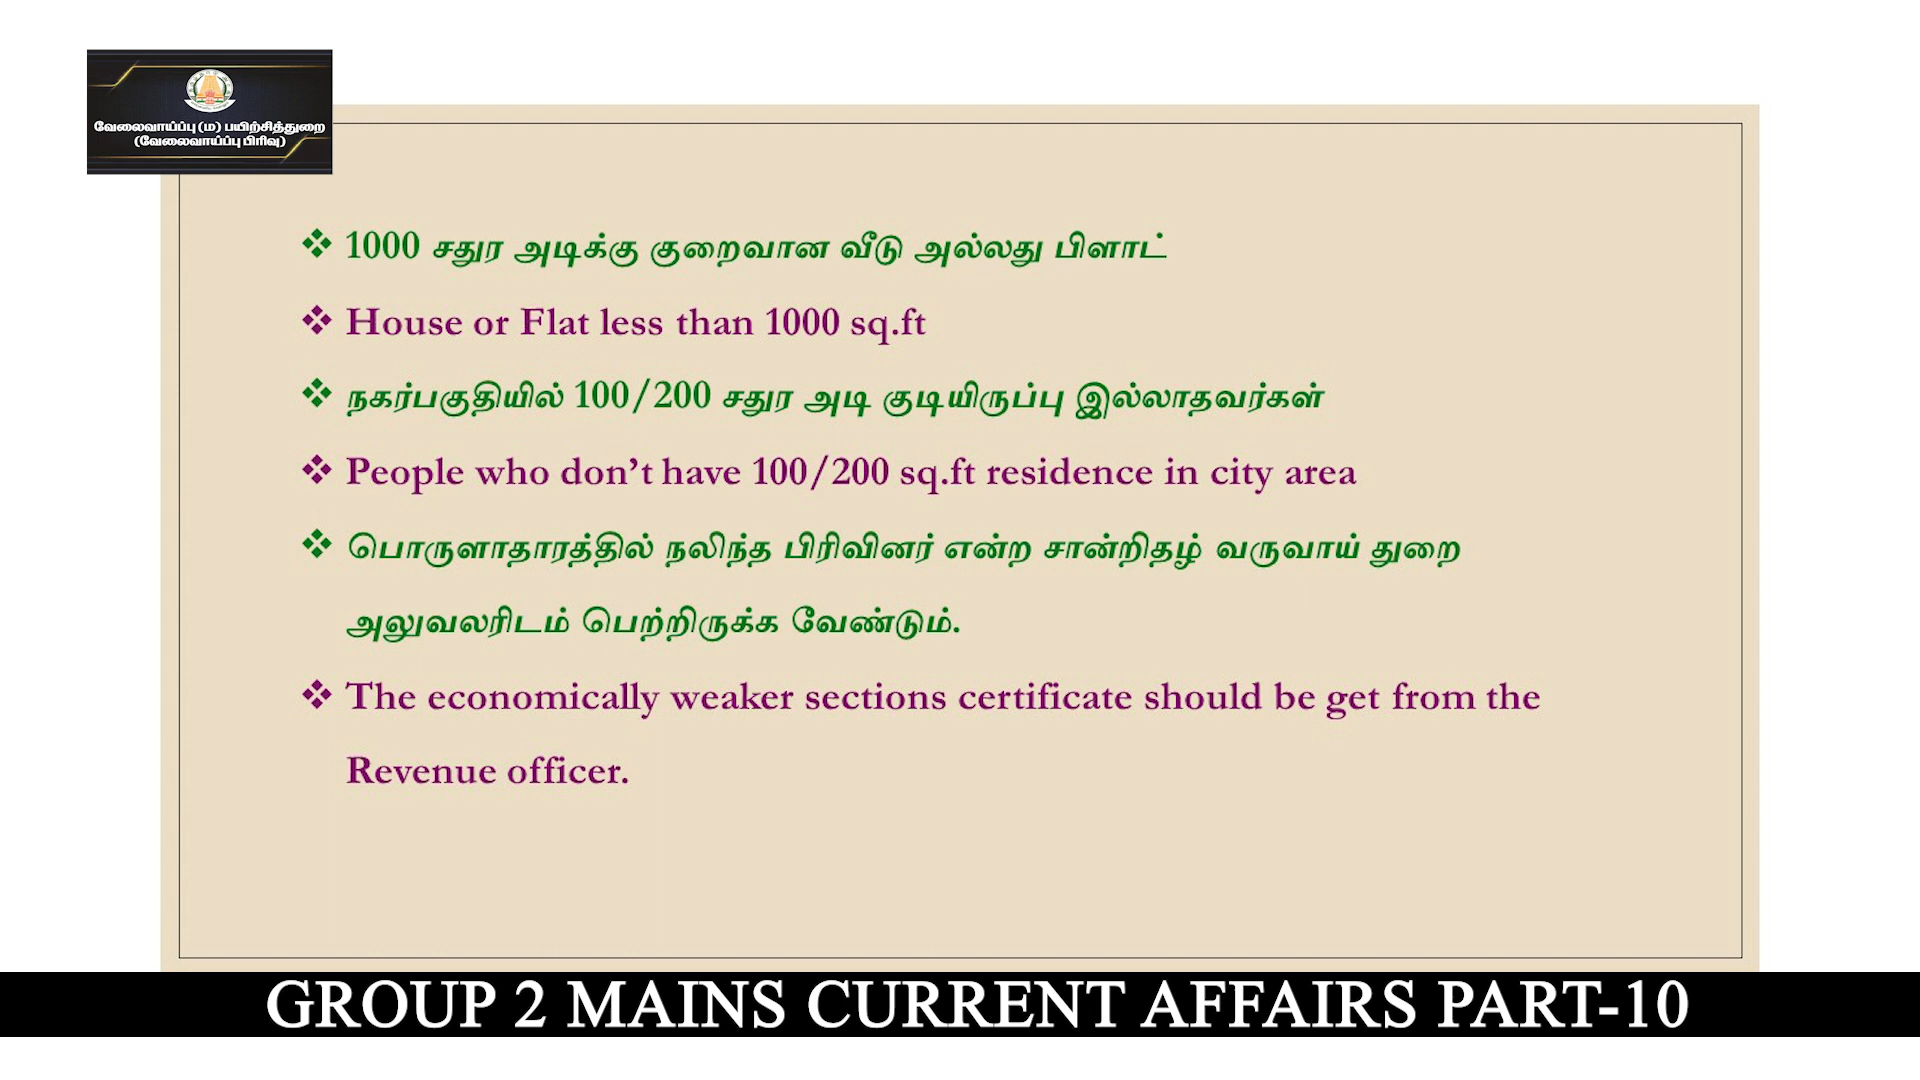 வேலைவாய்ப்பு (ம) பயிற்சித்துறை
(வேலைவாய்ப்பு பிரிவு)
❖ 1000 சதுர அடிக்கு குறைவான வீடு அல்லது பிளாட்
❖ House or Flat less than 1000 sq.ft
❖ நகர்பகுதியில் 100/200 சதுர அடி குடியிருப்பு இல்லாதவர்கள்
❖ People who don’t have 100/200 sq.ft residence in city area
❖ பொருளாதாரத்தில் நலிந்த பிரிவினர் என்ற சான்றிதழ் வருவாய் துறை
அலுவலரிடம் பெற்றிருக்க வேண்டும்.
❖ The economically weaker sections certificate should be get from the
Revenue officer.
GROUP 2 MAINS CURRENT AFFAIRS PART-10